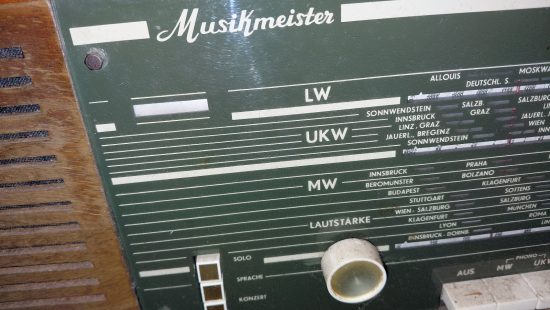 Musikmeister
ALLOUIS MOSKWA
LW DEUTSCHL. S.
SONNWENDSTEIN SALZB. SALZBURG
INNSBRUCK GRAZ
LINZ, GRAZ
UKW JAUERL., BREGENZ WIEN
SONNWENDSTEIN
PRAHA
INNSBRUCK BOLZANO
MW BEROMUNSTER KLAGENFURT
BUDAPEST SOTTENS
STUTTGART SALZBURG
WIEN-SALZBURG MUNCHEN
LAUTSTÄRKE KLAGENFURT ROMA
LYON
INNSBRUCK-DORNB.
SOLO
SPRACHE
KONZERT
PHONO
AUS MW UKW